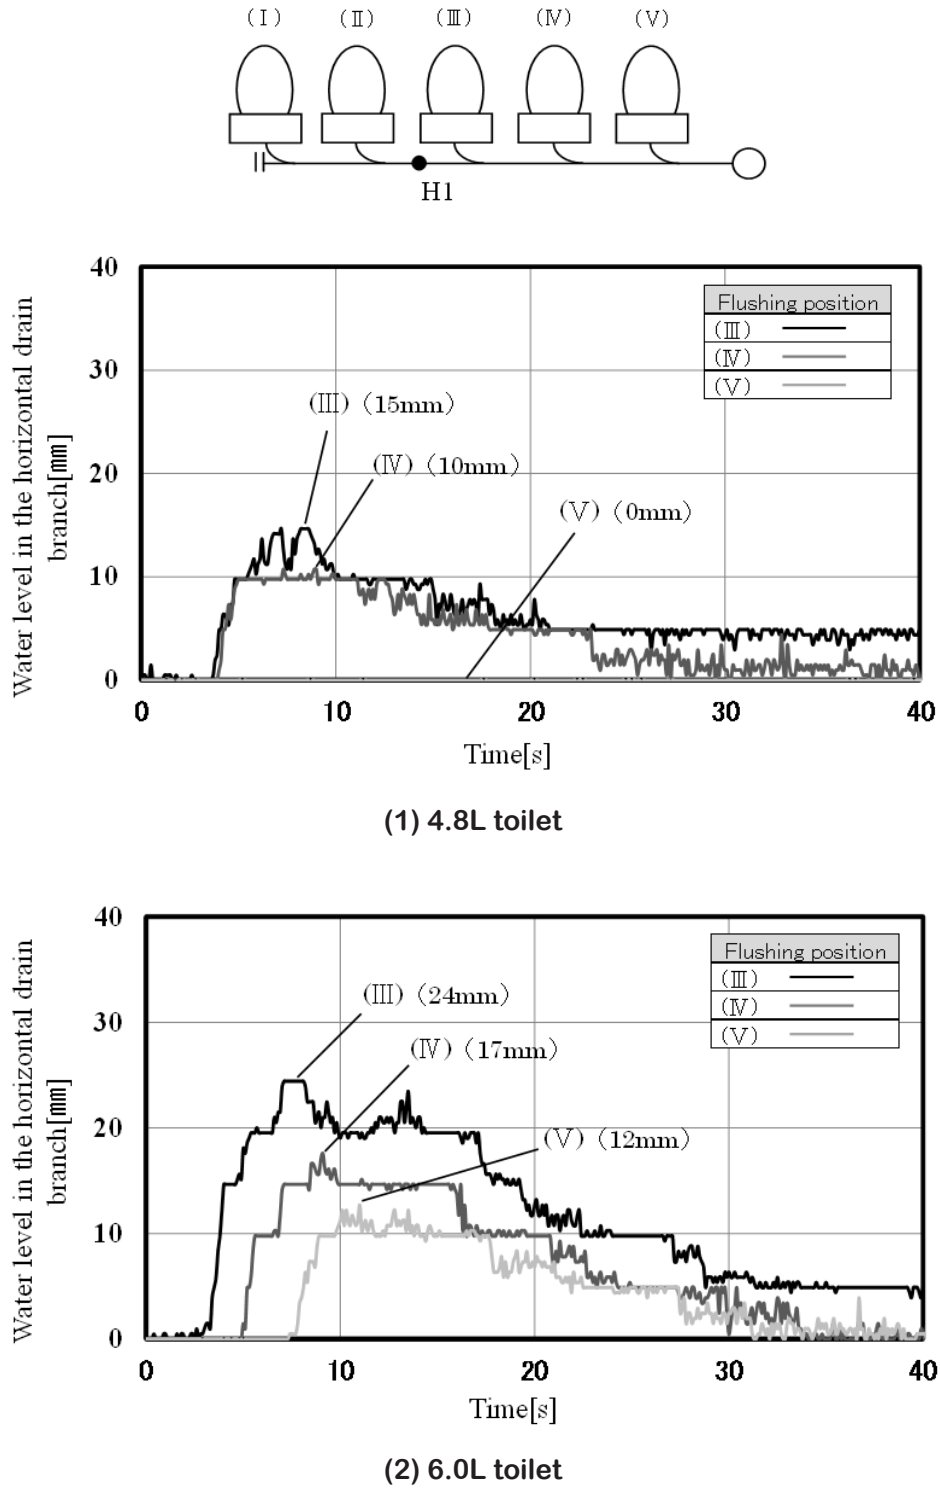 (Ⅰ) (Ⅱ) (Ⅲ) (Ⅳ) (Ⅴ)
H1
Water level in the horizontal drain
branch[㎜]
40
30
20
10
0
0 10 20 30 40
Time[s]
Flushing position
(Ⅲ)
(Ⅳ)
(Ⅴ)
(Ⅲ) (15mm)
(Ⅳ) (10mm)
(Ⅴ) (0mm)
(1) 4.8L toilet
Water level in the horizontal drain
branch[㎜]
40
30
20
10
0
0 10 20 30 40
Time[s]
Flushing position
(Ⅲ)
(Ⅳ)
(Ⅴ)
(Ⅲ) (24mm)
(Ⅳ) (17mm)
(Ⅴ) (12mm)
(2) 6.0L toilet